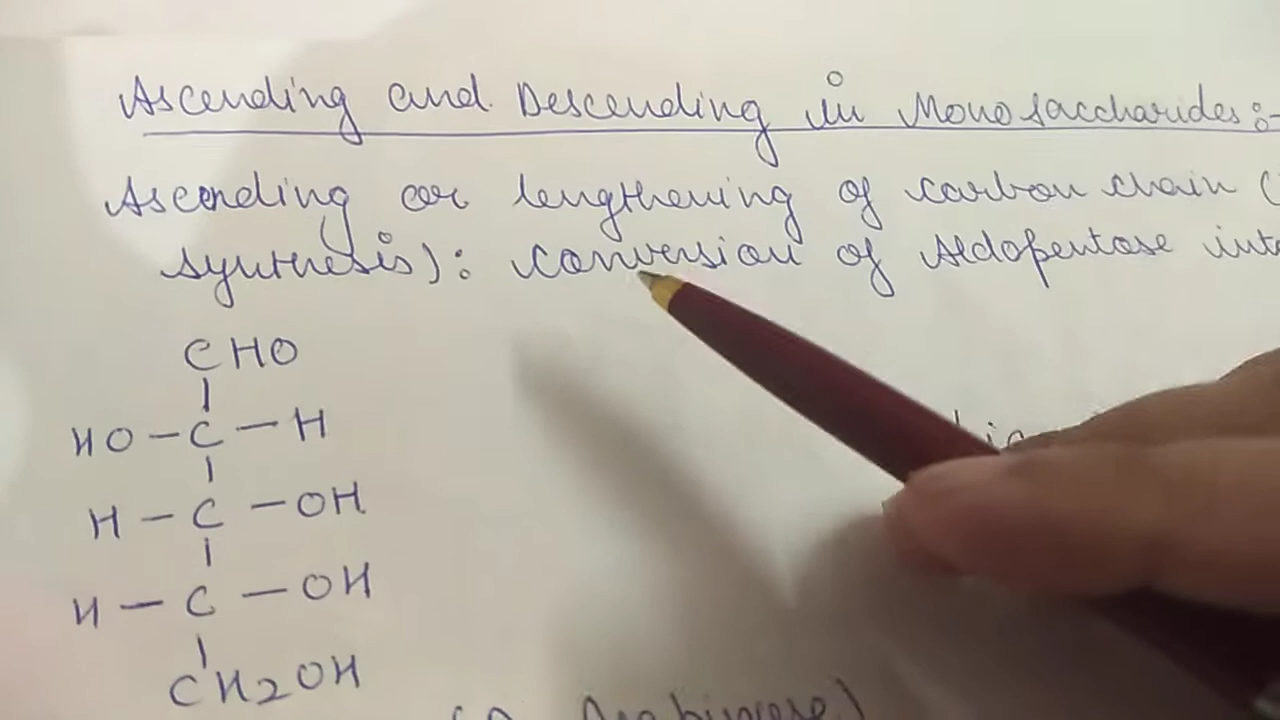 Ascending and Descending in Monosaccharides:-
Ascending or lengthening of carbon chain (
synthesis): conversion of Aldopentose int
CHO
HO-C-H
H-C-OH
H-C-OH
CH2OH